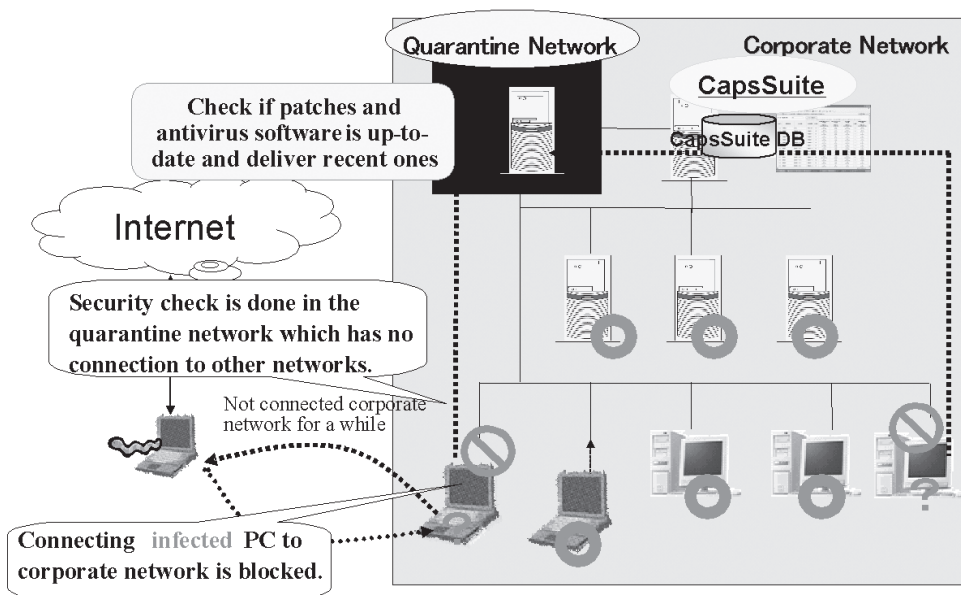 Quarantine Network
Corporate Network
CapsSuite
CapsSuite DB
Check if patches and
antivirus software is up-to-
date and deliver recent ones
Internet
Security check is done in the
quarantine network which has no
connection to other networks.
Not connected corporate
network for a while
?
?
Connecting infected PC to
corporate network is blocked.